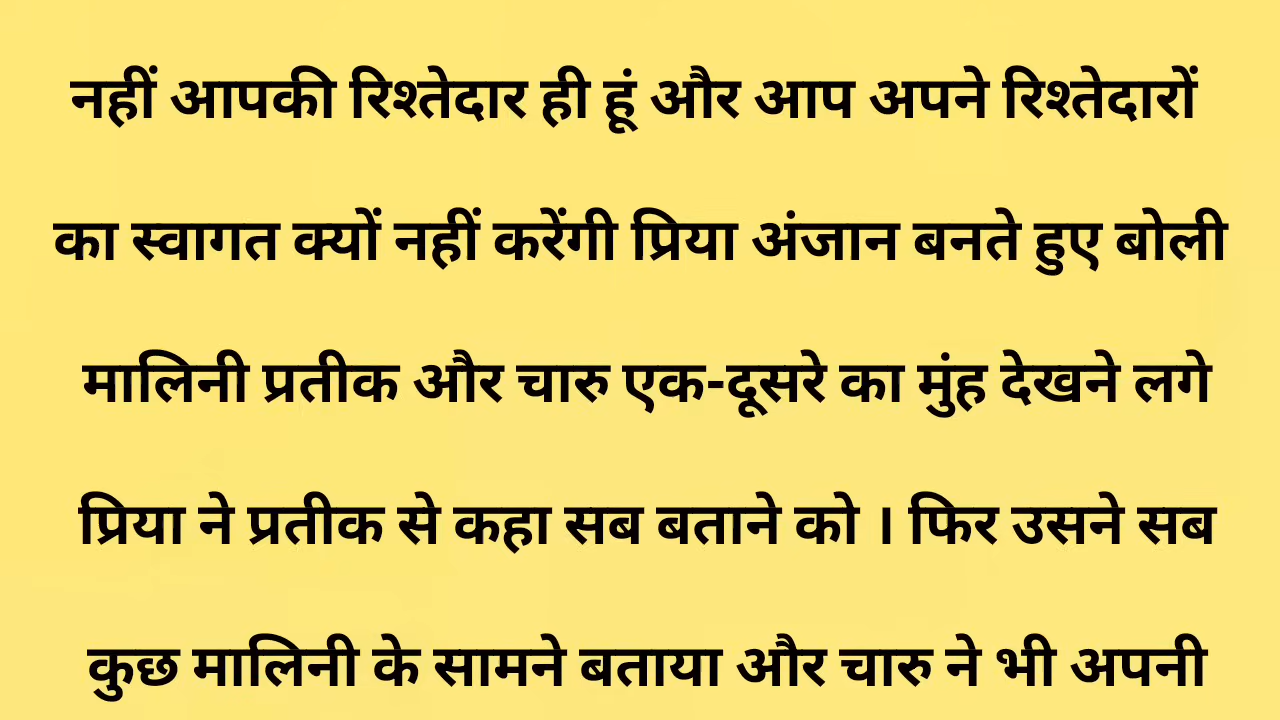 नहीं आपकी रिश्तेदार ही हूं और आप अपने रिश्तेदारों
का स्वागत क्यों नहीं करेंगी प्रिया अंजान बनते हुए बोली
मालिनी प्रतीक और चारु एक-दूसरे का मुंह देखने लगे
प्रिया ने प्रतीक से कहा सब बताने को । फिर उसने सब
कुछ मालिनी के सामने बताया और चारु ने भी अपनी